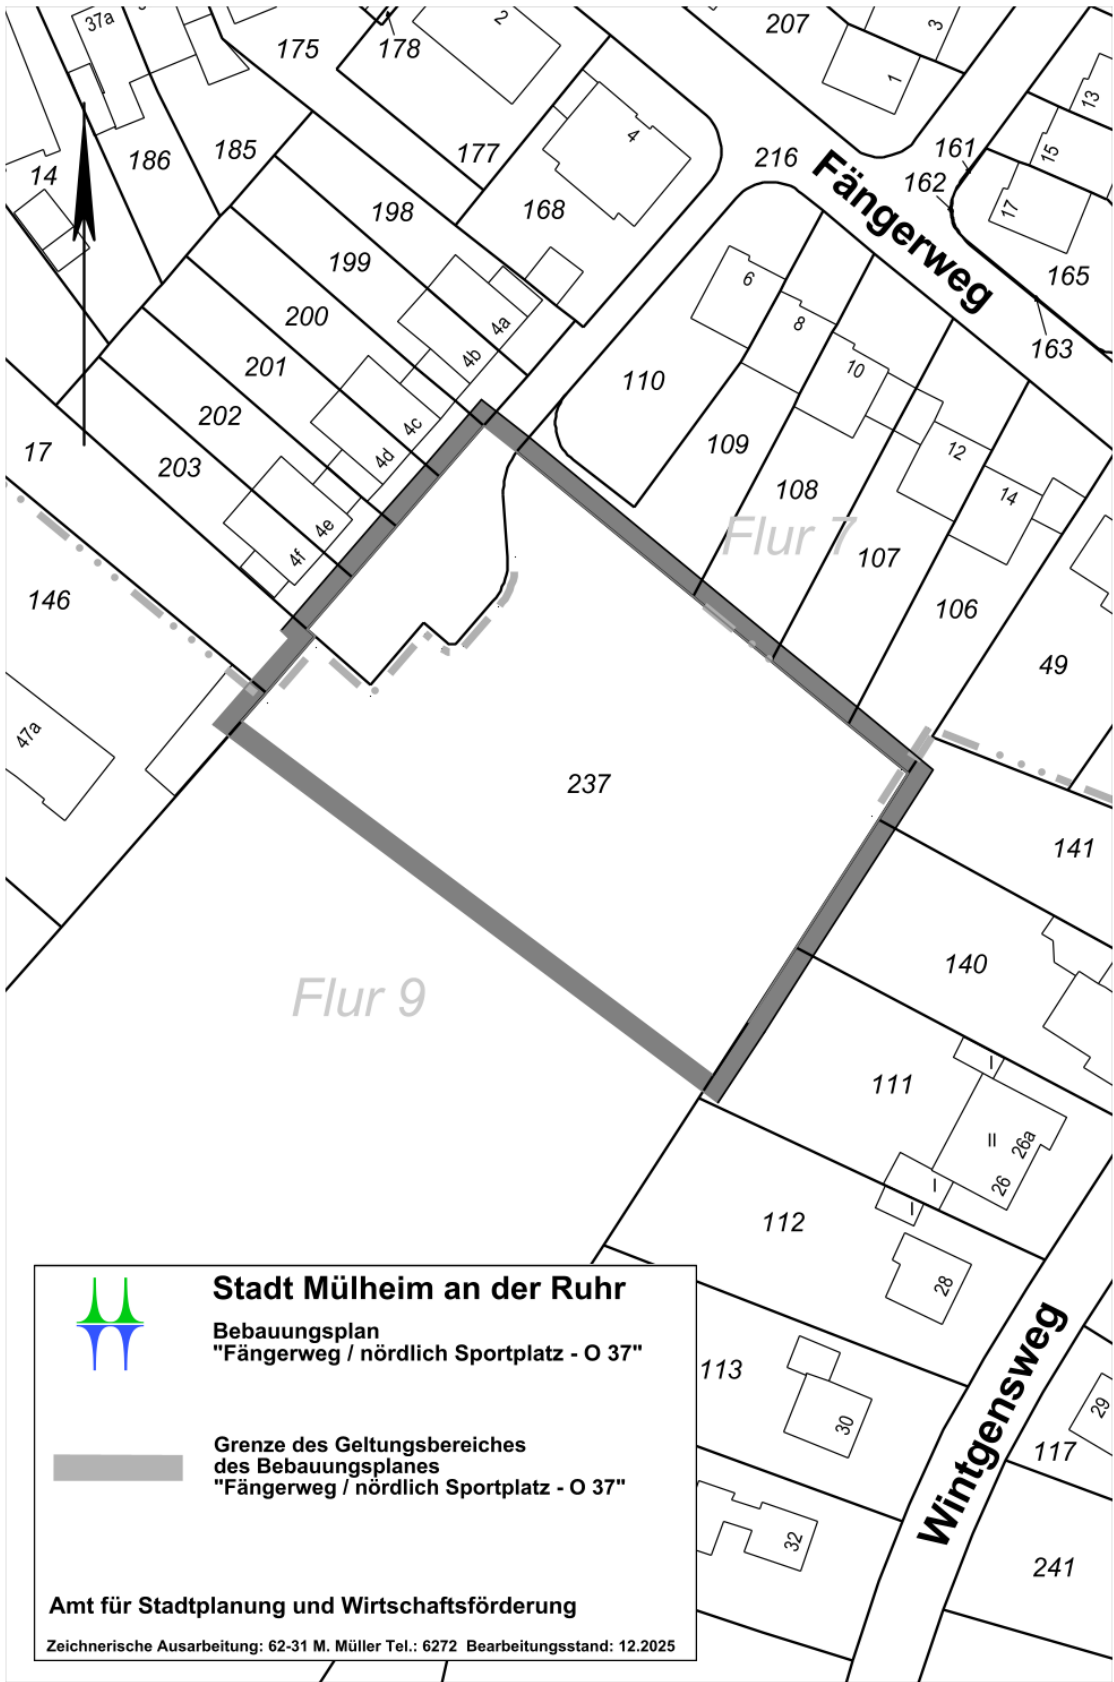 37a
2
207
3
175
178
1
13
4
15
161
177
216
Fängerweg
185
186
162
14
198
168
17
199
6
165
200
4a
8
163
4b
10
201
110
202
4c
109
12
17
203
4d
14
108
Flur 7
4e
107
4f
146
106
49
47a
237
141
140
Flur 9
I
111
II
26a
I
26
I
112
28
Stadt Mülheim an der Ruhr
Bebauungsplan
"Fängerweg / nördlich Sportplatz - O 37"
Grenze des Geltungsbereiches
des Bebauungsplanes
"Fängerweg / nördlich Sportplatz - O 37"
Amt für Stadtplanung und Wirtschaftsförderung
Zeichnerische Ausarbeitung: 62-31 M. Müller Tel.: 6272 Bearbeitungsstand: 12.2025
113
30
Wintgensweg
29
117
32
241